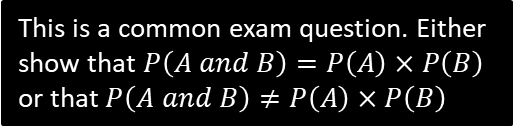 This is a common exam question. Either
show that P(A and B) = P(A) × P(B)
or that P(A and B) ≠ P(A) × P(B)